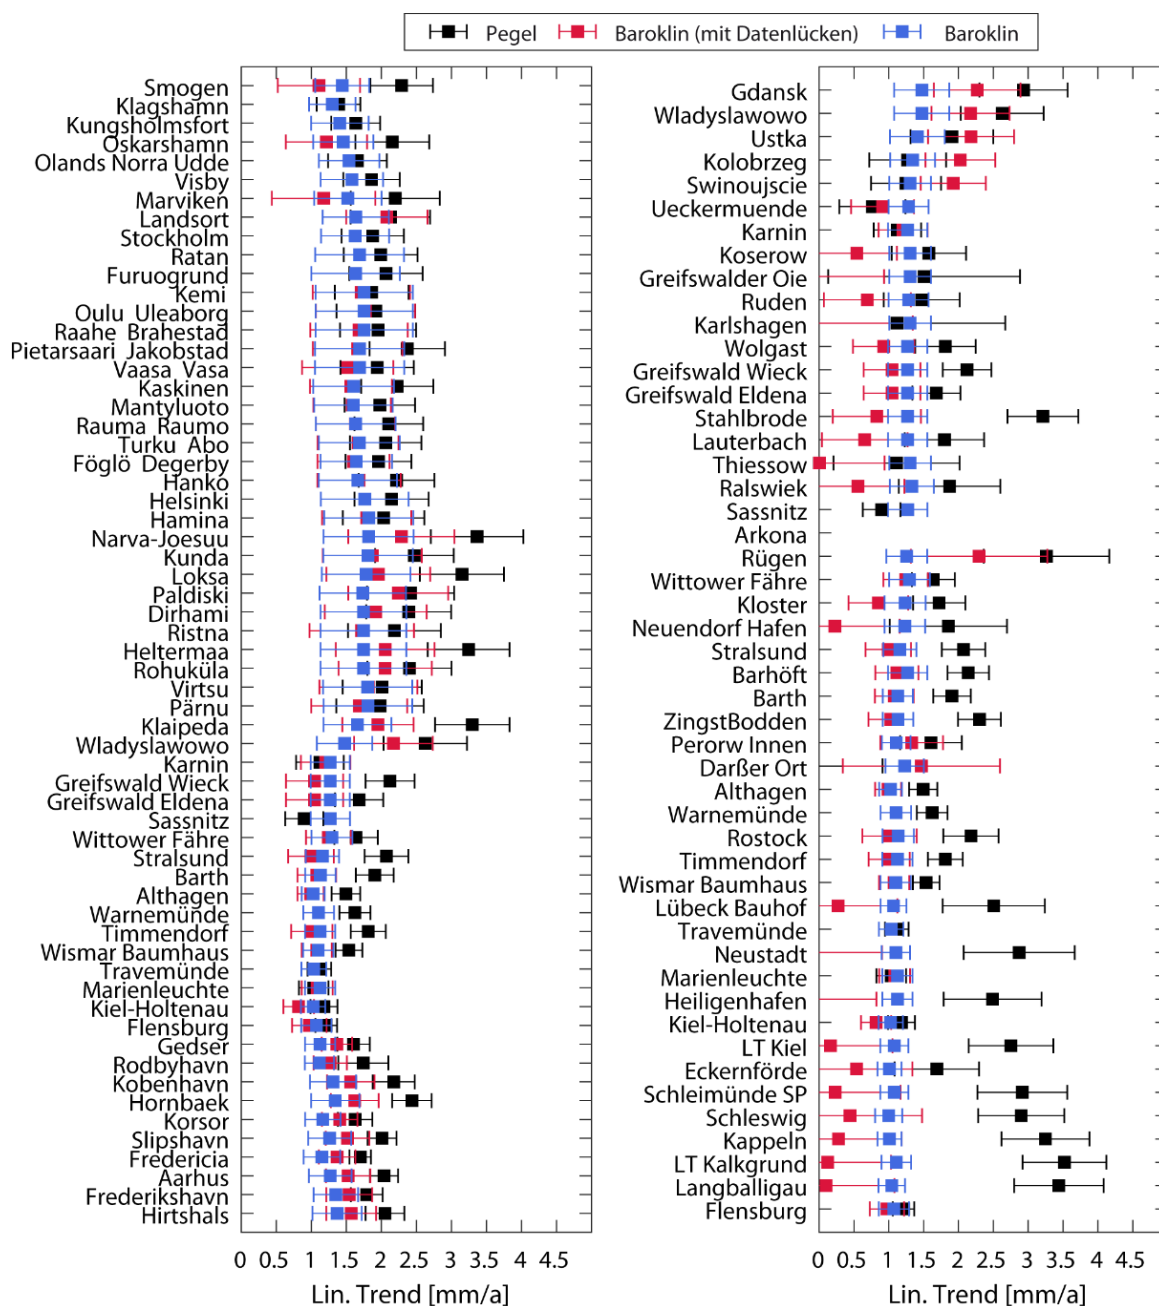 Pegel Baroklin (mit Datenlücken) Baroklin
Smogen
Klagshamn
Kungsholmsfort
Oskarshamn
Olands Norra Udde
Visby
Marviken
Landsort
Stockholm
Ratan
Furuogrund
Kemi
Oulu Uleaborg
Raahe Brahestad
Pietarsaari Jakobstad
Vaasa Vasa
Kaskinen
Mantyluoto
Rauma Raumo
Turku Abo
Föglö Degerby
Hanko
Helsinki
Hamina
Narva-Joesuu
Kunda
Loksa
Paldiski
Dirhami
Ristna
Heltermaa
Rohuküla
Virtsu
Pärnu
Klaipeda
Wladyslawowo
Karnin
Greifswald Wieck
Greifswald Eldena
Sassnitz
Wittower Fähre
Stralsund
Barth
Althagen
Warnemünde
Timmendorf
Wismar Baumhaus
Travemünde
Marienleuchte
Kiel-Holtenau
Flensburg
Gedser
Rodbyhavn
Kobenhavn
Hornbaek
Korsor
Slipshavn
Fredericia
Aarhus
Frederikshavn
Hirtshals
0 0.5 1 1.5 2 2.5 3 3.5 4 4.5
Lin. Trend [mm/a]
Gdansk
Wladyslawowo
Ustka
Kolobrzeg
Swinoujscie
Ueckermuende
Karnin
Koserow
Greifswalder Oie
Ruden
Karlshagen
Wolgast
Greifswald Wieck
Greifswald Eldena
Stahlbrode
Lauterbach
Thiessow
Ralswiek
Sassnitz
Arkona
Rügen
Wittower Fähre
Kloster
Neuendorf Hafen
Stralsund
Barhöft
Barth
ZingstBodden
Perorw Innen
Darßer Ort
Althagen
Warnemünde
Rostock
Timmendorf
Wismar Baumhaus
Lübeck Bauhof
Travemünde
Neustadt
Marienleuchte
Heiligenhafen
Kiel-Holtenau
LT Kiel
Eckernförde
Schleimünde SP
Schleswig
Kappeln
LT Kalkgrund
Langballigau
Flensburg
0 0.5 1 1.5 2 2.5 3 3.5 4 4.5
Lin. Trend [mm/a]